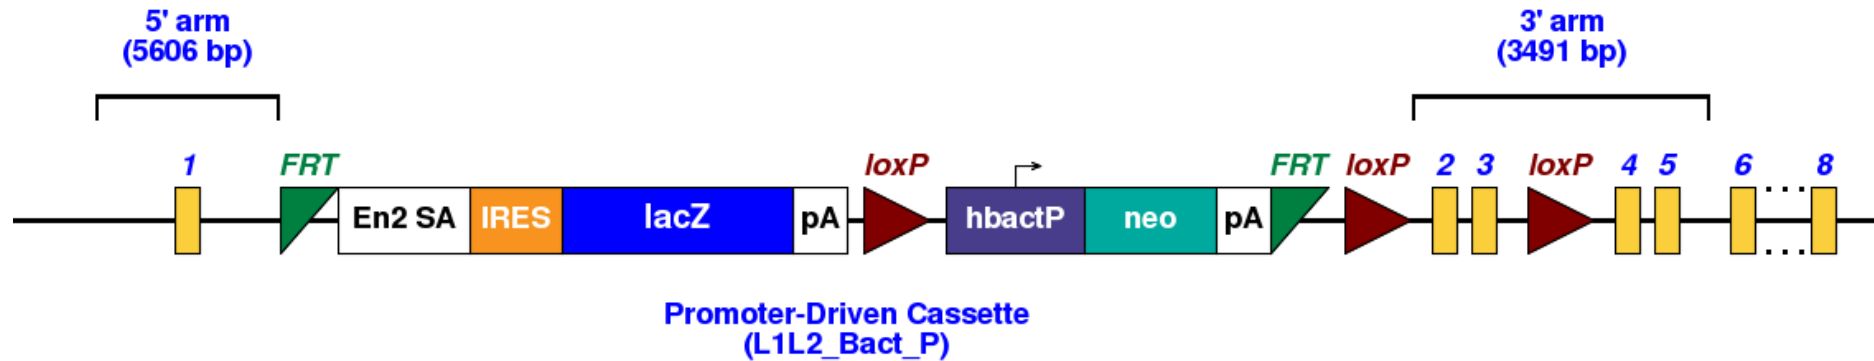 5' arm
(5606 bp)
3' arm
(3491 bp)
1 FRT loxP FRT loxP 2 3 loxP 4 5 6 8
En2 SA IRES lacZ pA hbactP neo pA
Promoter-Driven Cassette
(L1L2_Bact_P)